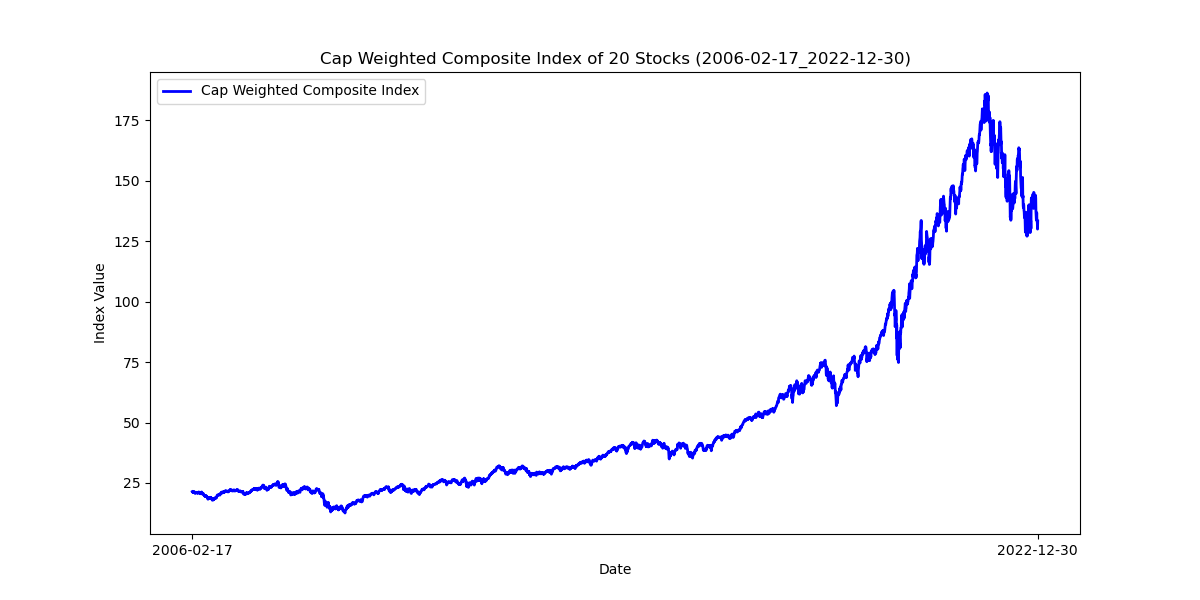 Cap Weighted Composite Index of 20 Stocks (2006-02-17_2022-12-30)
Cap Weighted Composite Index
175
150
125
100
75
50
25
Index Value
2006-02-17
2022-12-30
Date